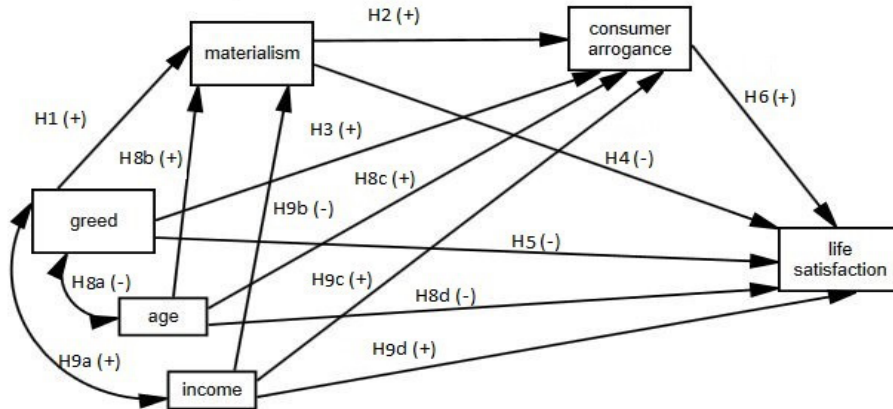 H2 (+)
consumer
arrogance
materialism
H6 (+)
H1 (+)
H3 (+)
H8b (+)
H4 (-)
H8c (+)
H9b (-)
greed
H5 (-)
life
satisfaction
H8a (-)
H9c (+)
H8d (-)
age
H9d (+)
H9a (+)
income